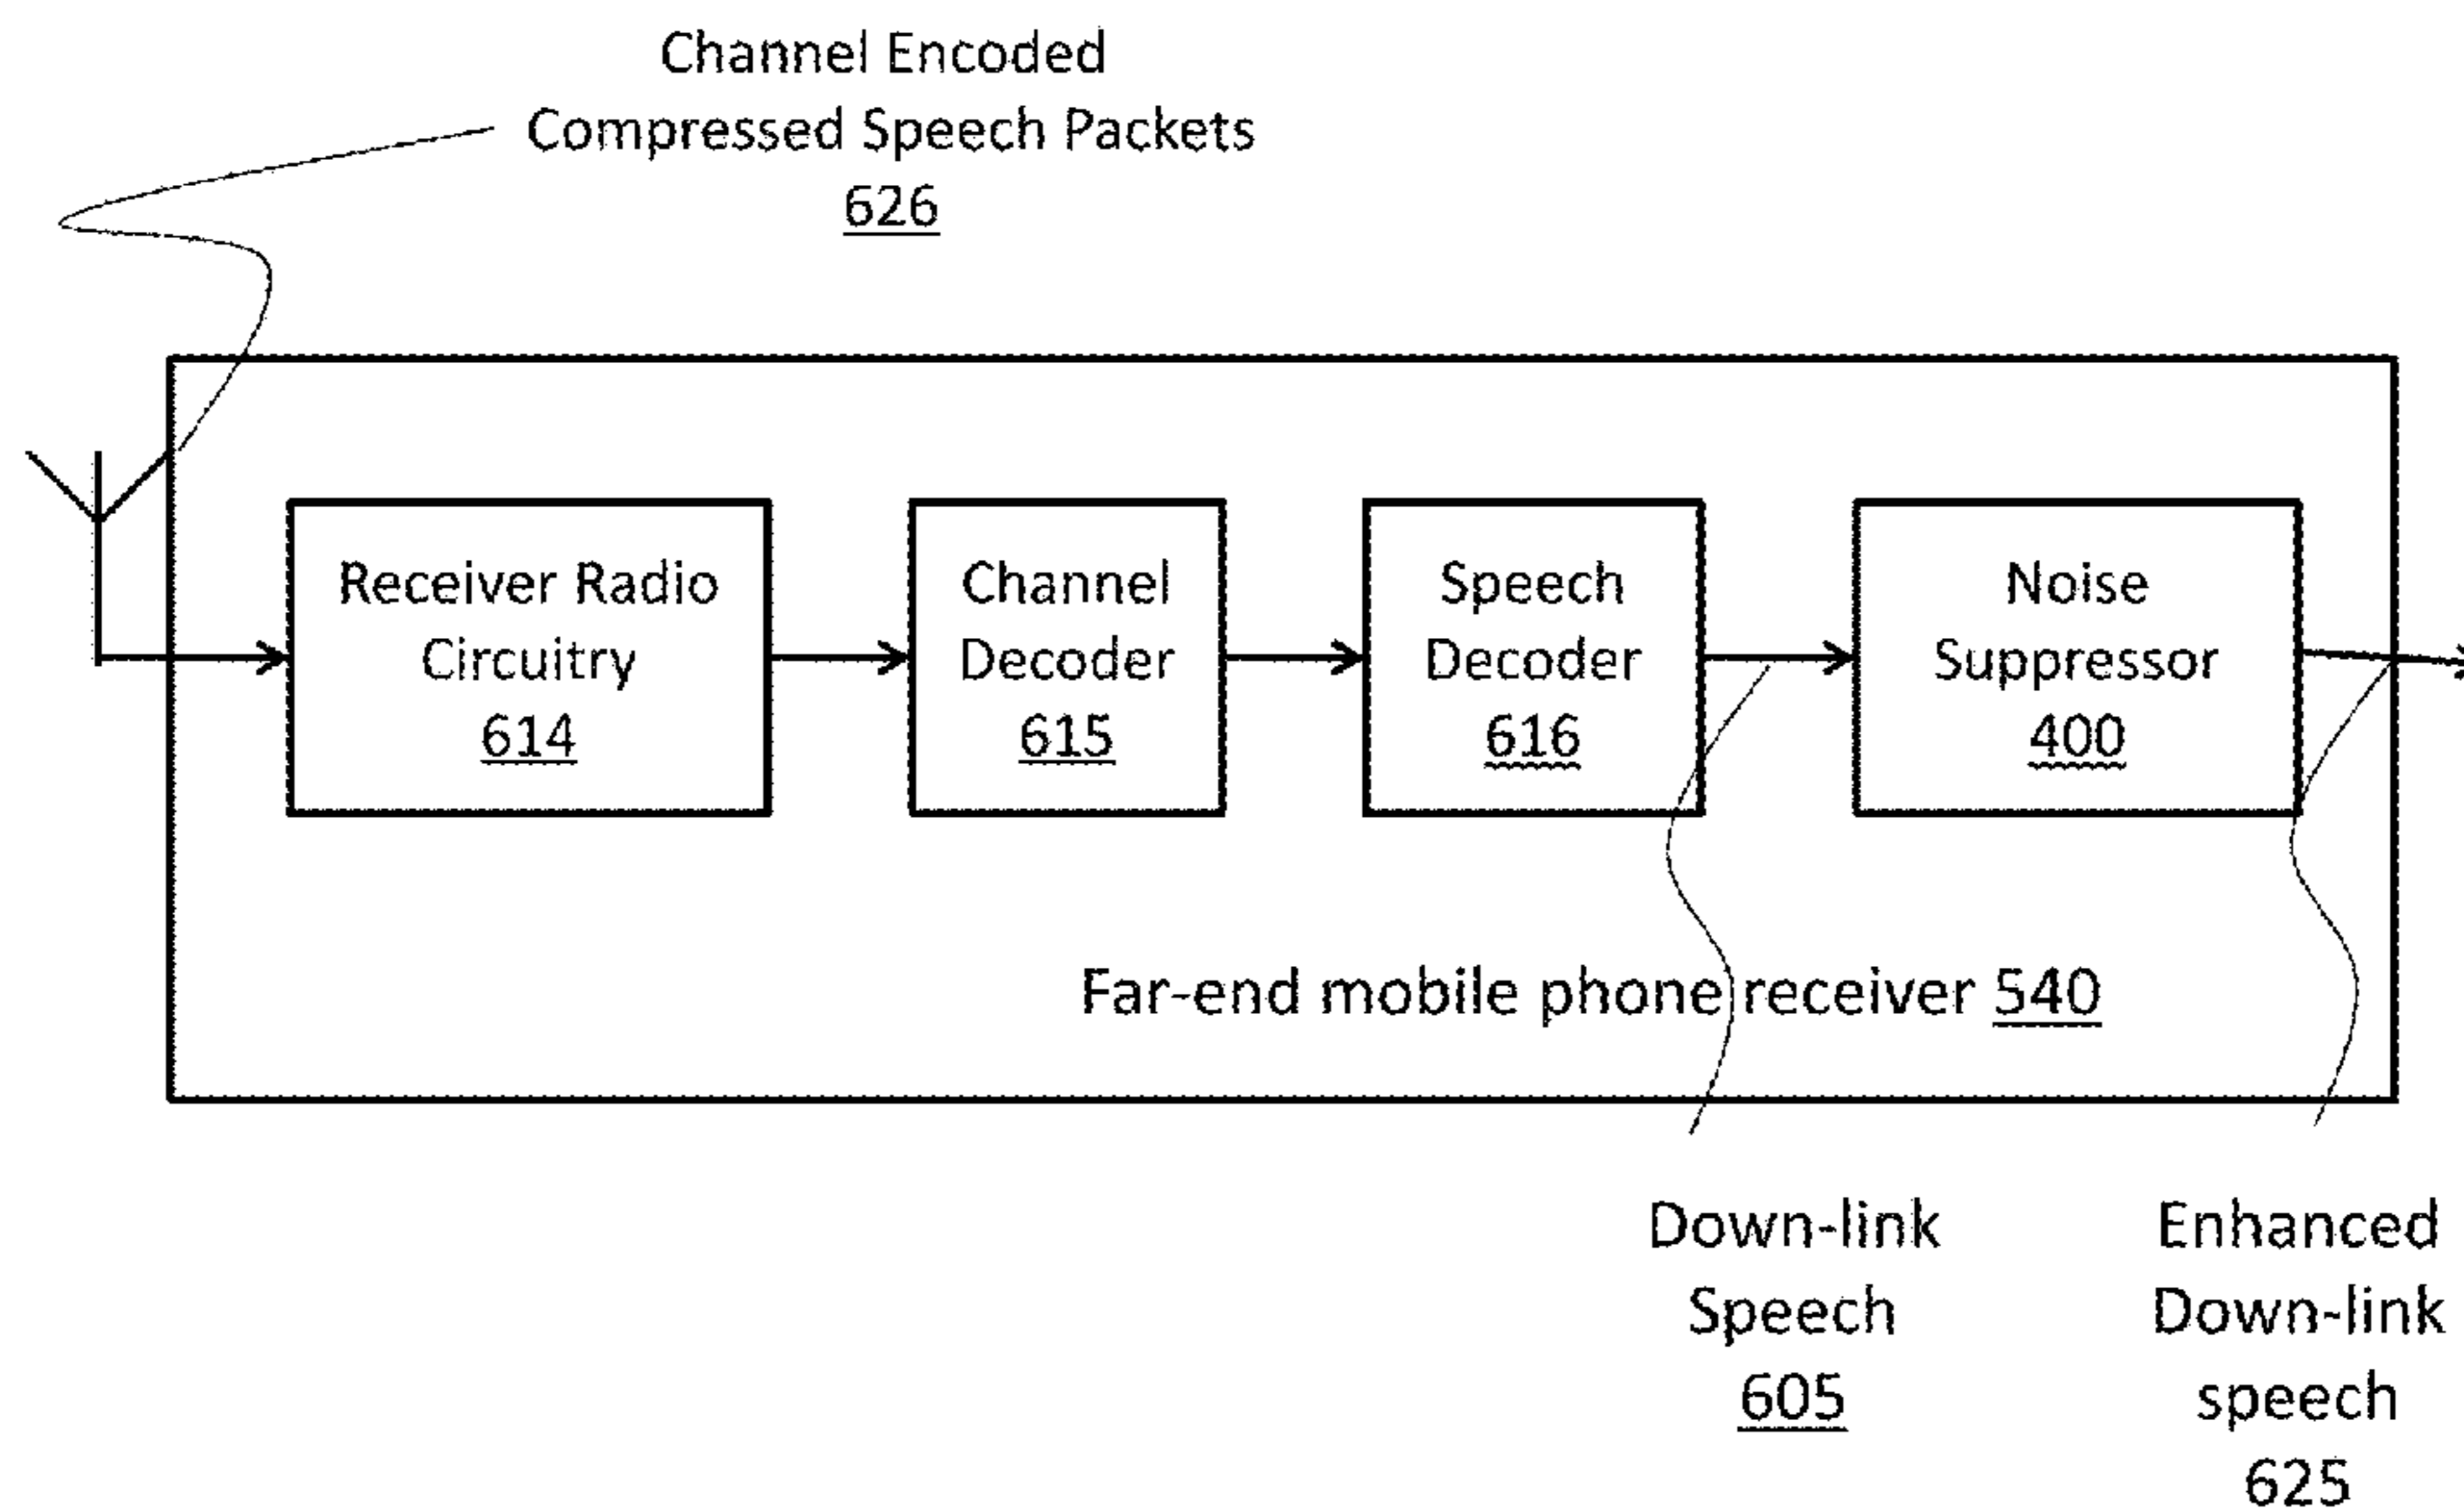 Channel Encoded
Compressed Speech Packets
626
Receiver Radio
Circuitry
614
Channel
Decoder
615
Speech
Decoder
616
Noise
Suppressor
400
Far-end mobile phone receiver 540
Down-link
Speech
605
Enhanced
Down-link
speech
625